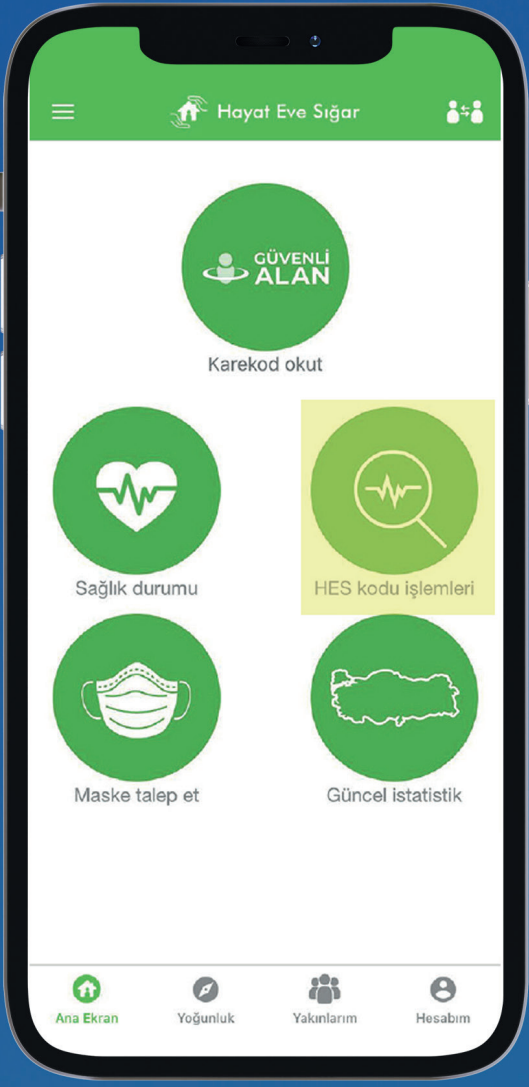 Hayat Eve Sığar
GÜVENLİ
ALAN
Karekod okut
Sağlık durumu
HES kodu işlemleri
Maske talep et
Güncel istatistik
Ana Ekran
Yoğunluk
Yakınlarım
Hesabım